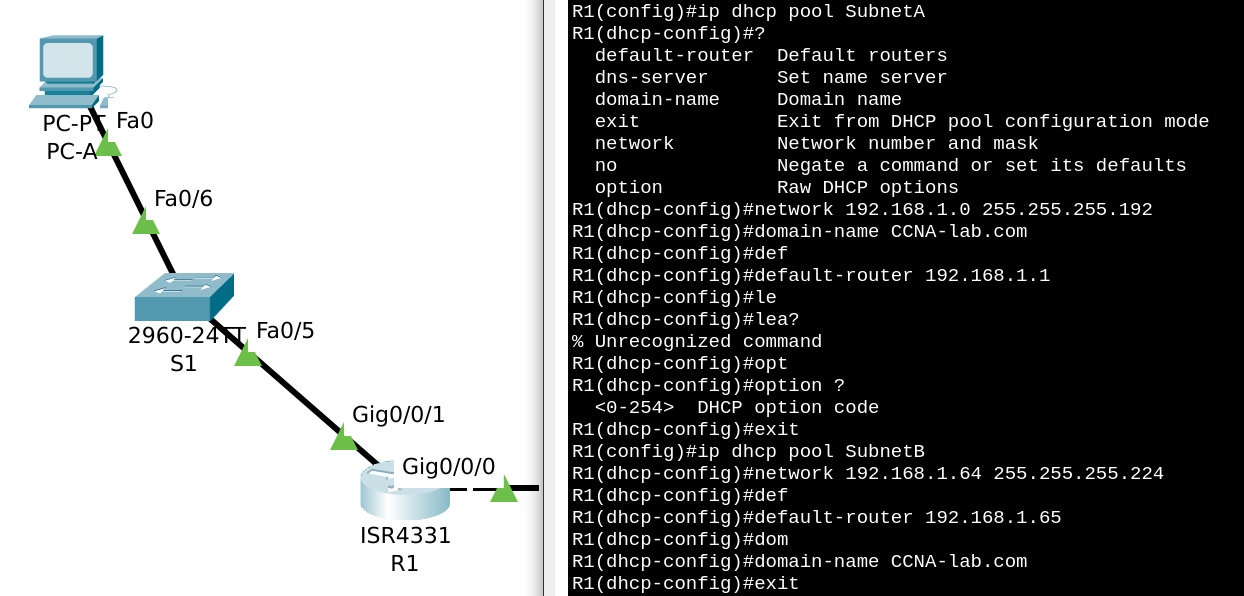 PC-PT
PC-A
Fa0
Fa0/6
2960-24TT
S1
Fa0/5
Gig0/0/1
Gig0/0/0
ISR4331
R1
R1(config)#ip dhcp pool SubnetA
R1(dhcp-config)#?
default-router  Default routers
dns-server      Set name server
domain-name     Domain name
exit            Exit from DHCP pool configuration mode
network         Network number and mask
no              Negate a command or set its defaults
option          Raw DHCP options
R1(dhcp-config)#network 192.168.1.0 255.255.255.192
R1(dhcp-config)#domain-name CCNA-lab.com
R1(dhcp-config)#def
R1(dhcp-config)#default-router 192.168.1.1
R1(dhcp-config)#le
R1(dhcp-config)#lea?
% Unrecognized command
R1(dhcp-config)#opt
R1(dhcp-config)#option ?
<0-254>  DHCP option code
R1(dhcp-config)#exit
R1(config)#ip dhcp pool SubnetB
R1(dhcp-config)#network 192.168.1.64 255.255.255.224
R1(dhcp-config)#def
R1(dhcp-config)#default-router 192.168.1.65
R1(dhcp-config)#dom
R1(dhcp-config)#domain-name CCNA-lab.com
R1(dhcp-config)#exit